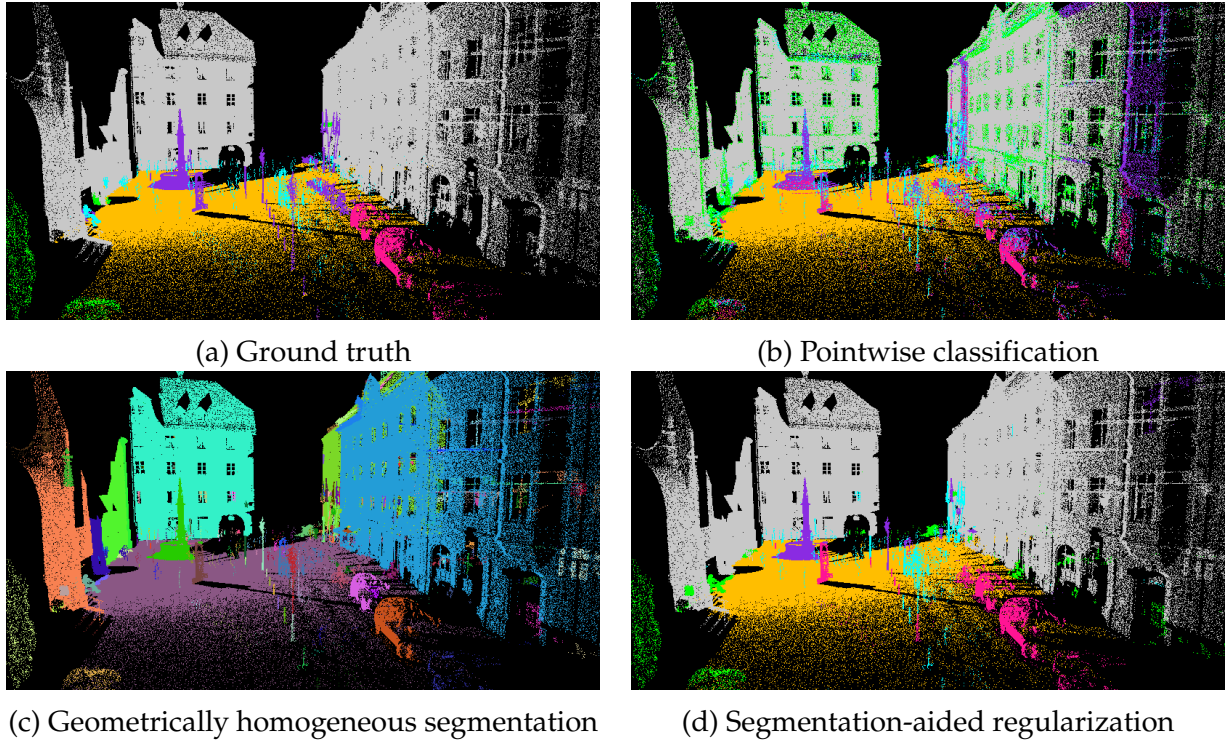 (a) Ground truth
(b) Pointwise classification
(c) Geometrically homogeneous segmentation
(d) Segmentation-aided regularization